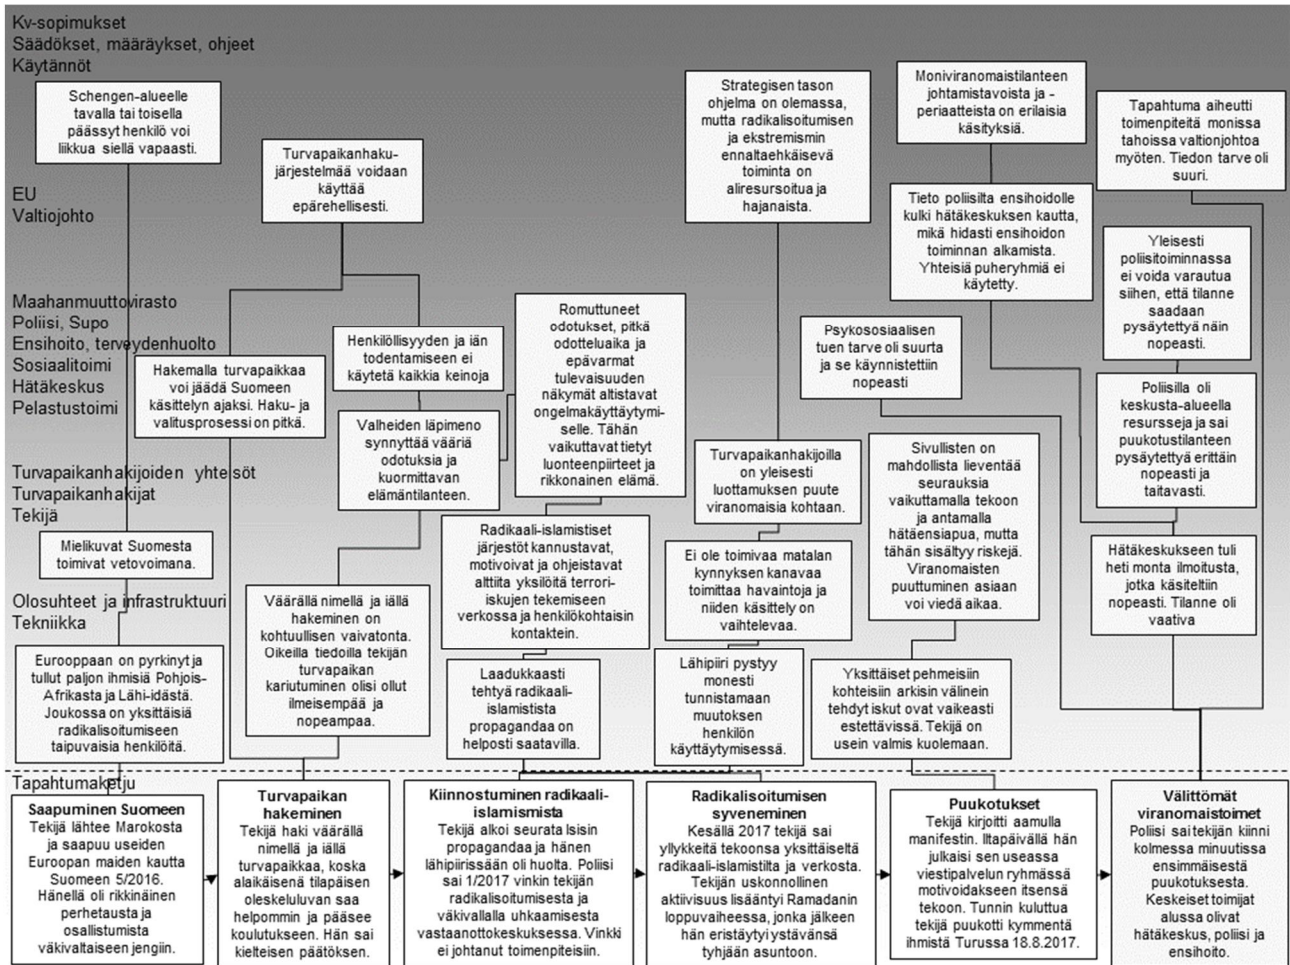 Kv-sopimukset
Säädökset, määräykset, ohjeet
Käytännöt
Schengen-alueelle
tavalla tai toisella
päässyt henkilö voi
liikkua siellä vapaasti.
Turvapaikanhaku-
järjestelmää voidaan
käyttää
epärehellisesti.
Strategisen tason
ohjelma on olemassa,
mutta radikalisoitumisen
ja ekstremismin
ennaltaehkäisevä
toiminta on
aliresursoitua ja
hajanaista.
Moniviranomaistilanteen
johtamistavoista ja -
periaatteista on erilaisia
käsityksiä.
Tapahtuma aiheutti
toimenpiteitä monissa
tahoissa valtionjohtoa
myöten. Tiedon tarve oli
suuri.
EU
Valtiojohto
Tieto poliisilta ensihoidolle
kulki hätäkeskuksen kautta,
mikä hidasti ensihoidon
toiminnan alkamista.
Yhteisiä puheryhmiä ei
käytetty.
Yleisesti
poliisitoiminnassa
ei voida varautua
siihen, että tilanne
saadaan
pysäytettyä näin
nopeasti.
Maahanmuuttovirasto
Poliisi, Supo
Ensihoito, terveydenhuolto
Sosiaalitoimi
Hätäkeskus
Pelastustoimi
Hakemalla turvapaikkaa
voi jäädä Suomeen
käsittelyn ajaksi. Haku- ja
valitusprosessi on pitkä.
Henkilöllisyyden ja iän
todentamiseen ei
käytetä kaikkia keinoja
Valheiden läpimeno
synnyttää vääriä
odotuksia ja
kuormittavan
elämäntilanteen.
Romuttuneet
odotukset, pitkä
odotteluaika ja
epävarmat
tulevaisuuden
näkymät altistavat
ongelmakäyttäytymi-
selle. Tähän
vaikuttavat tietyt
luonteenpiirteet ja
rikkonainen elämä.
Psykososiaalisen
tuen tarve oli suurta
ja se käynnistettiin
nopeasti
Poliisilla oli
keskusta-alueella
resursseja ja sai
puukotustilanteen
pysäytettyä erittäin
nopeasti ja
taitavasti.
Turvapaikanhakijoilla
on yleisesti
luottamuksen puute
viranomaisia kohtaan.
Sivullisten on
mahdollista lieventää
seurauksia
vaikuttamalla tekoon
ja antamalla
hätäensiapua, mutta
tähän sisältyy riskejä.
Viranomaisten
puuttuminen asiaan
voi viedä aikaa.
Turvapaikanhakijoiden yhteisöt
Turvapaikanhakijat
Tekijä
Mielikuvat Suomesta
toimivat vetovoimana.
Radikaali-islamistiset
järjestöt kannustavat,
motivoivat ja ohjeistavat
alttiita yksilöitä terrori-
iskujen tekemiseen
verkossa ja henkilökohtaisin
kontaktein.
Ei ole toimivaa matalan
kynnyksen kanavaa
toimittaa havaintoja ja
niiden käsittely on
vaihtelevaa.
Hätäkeskukseen tuli
heti monta ilmoitusta,
jotka käsiteltiin
nopeasti. Tilanne oli
vaativa
Olosuhteet ja infrastruktuuri
Tekniikka
Väärällä nimellä ja iällä
hakeminen on
kohtuullisen vaivatonta.
Oikeilla tiedoilla tekijän
turvapaikan
kariutuminen olisi ollut
ilmeisempää ja
nopeampaa.
Eurooppaan on pyrkinyt ja
tullut paljon ihmisiä Pohjois-
Afrikasta ja Lähi-idästä.
Joukossa on yksittäisiä
radikalisoitumiseen
taipuvaisia henkilöitä.
Laadukkaasti
tehtyä radikaali-
islamistista
propagandaa on
helposti saatavilla.
Lähipiiri pystyy
monesti
tunnistamaan
muutoksen
henkilön
käyttäytymisessä.
Yksittäiset pehmeisiin
kohteisiin arkisin välinein
tehdyt iskut ovat vaikeasti
estettävissä. Tekijä on
usein valmis kuolemaan.
Tapahtumaketju
Saapuminen Suomeen
Tekijä lähtee Marokosta
ja saapuu useiden
Euroopan maiden kautta
Suomeen 5/2016.
Hänellä oli rikkinäinen
perhetausta ja
osallistumista
väkivaltaiseen jengiin.
Turvapaikan
hakeminen
Tekijä haki väärällä
nimellä ja iällä
turvapaikkaa, koska
alaikäisenä tilapäisen
oleskeluluvan saa
helpommin ja pääsee
koulutukseen. Hän sai
kielteisen päätöksen.
Kiinnostuminen radikaali-
islamismista
Tekijä alkoi seurata Isisin
propagandaa ja hänen
lähipiirissään oli huolta. Poliisi
sai 1/2017 vinkin tekijän
radikalisoitumisesta ja
väkivallalla uhkaamisesta
vastaanottokeskuksessa. Vinkki
ei johtanut toimenpiteisiin.
Radikalisoitumisen
syveneminen
Kesällä 2017 tekijä sai
yllykkeitä tekoonsa yksittäiseltä
radikaali-islamistilta ja verkosta.
Tekijän uskonnollinen
aktiivisuus lisääntyi Ramadanin
loppuvaiheessa, jonka jälkeen
hän eristäytyi ystävänsä
tyhjään asuntoon.
Puukotukset
Tekijä kirjoitti aamulla
manifestin. Iltapäivällä hän
julkaisi sen useassa
viestipalvelun ryhmässä
motivoidakseen itsensä
tekoon. Tunnin kuluttua
tekijä puukotti kymmentä
ihmistä Turussa 18.8.2017.
Välittömät
viranomaistoimet
Poliisi sai tekijän kiinni
kolmessa minuutissa
ensimmäisestä
puukotuksesta.
Keskeiset toimijat
alussa olivat
hätäkeskus, poliisi ja
ensihoito.